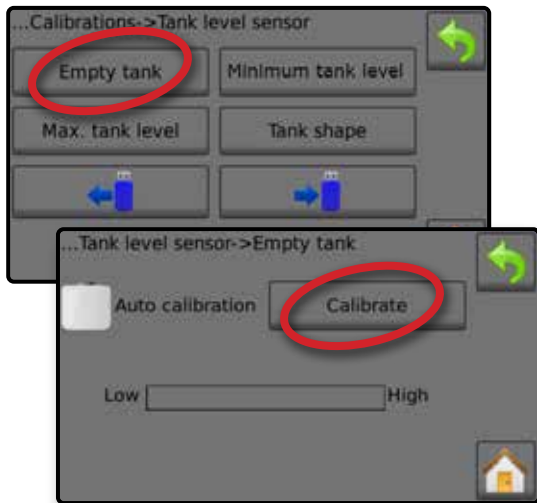 ...Calibrations->Tank level sensor
Empty tank
Minimum tank level
Max. tank level
Tank shape
...Tank level sensor->Empty tank
Auto calibration
Calibrate
Low
High